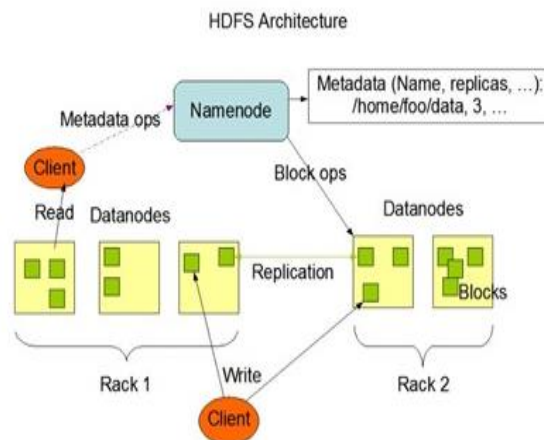 HDFS Architecture
Metadata (Name, replicas, …):
/home/foo/data, 3, …
Namenode
Metadata ops
Client
Block ops
Read
Datanodes
Datanodes
Replication
Blocks
Rack 1
Write
Rack 2
Client